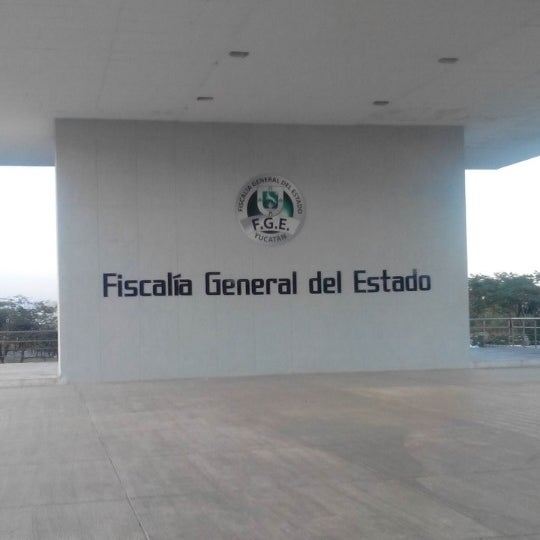 FISCALÍA GENERAL DEL ESTADO
F.G.E.
YUCATÁN
Fiscalía General del Estado